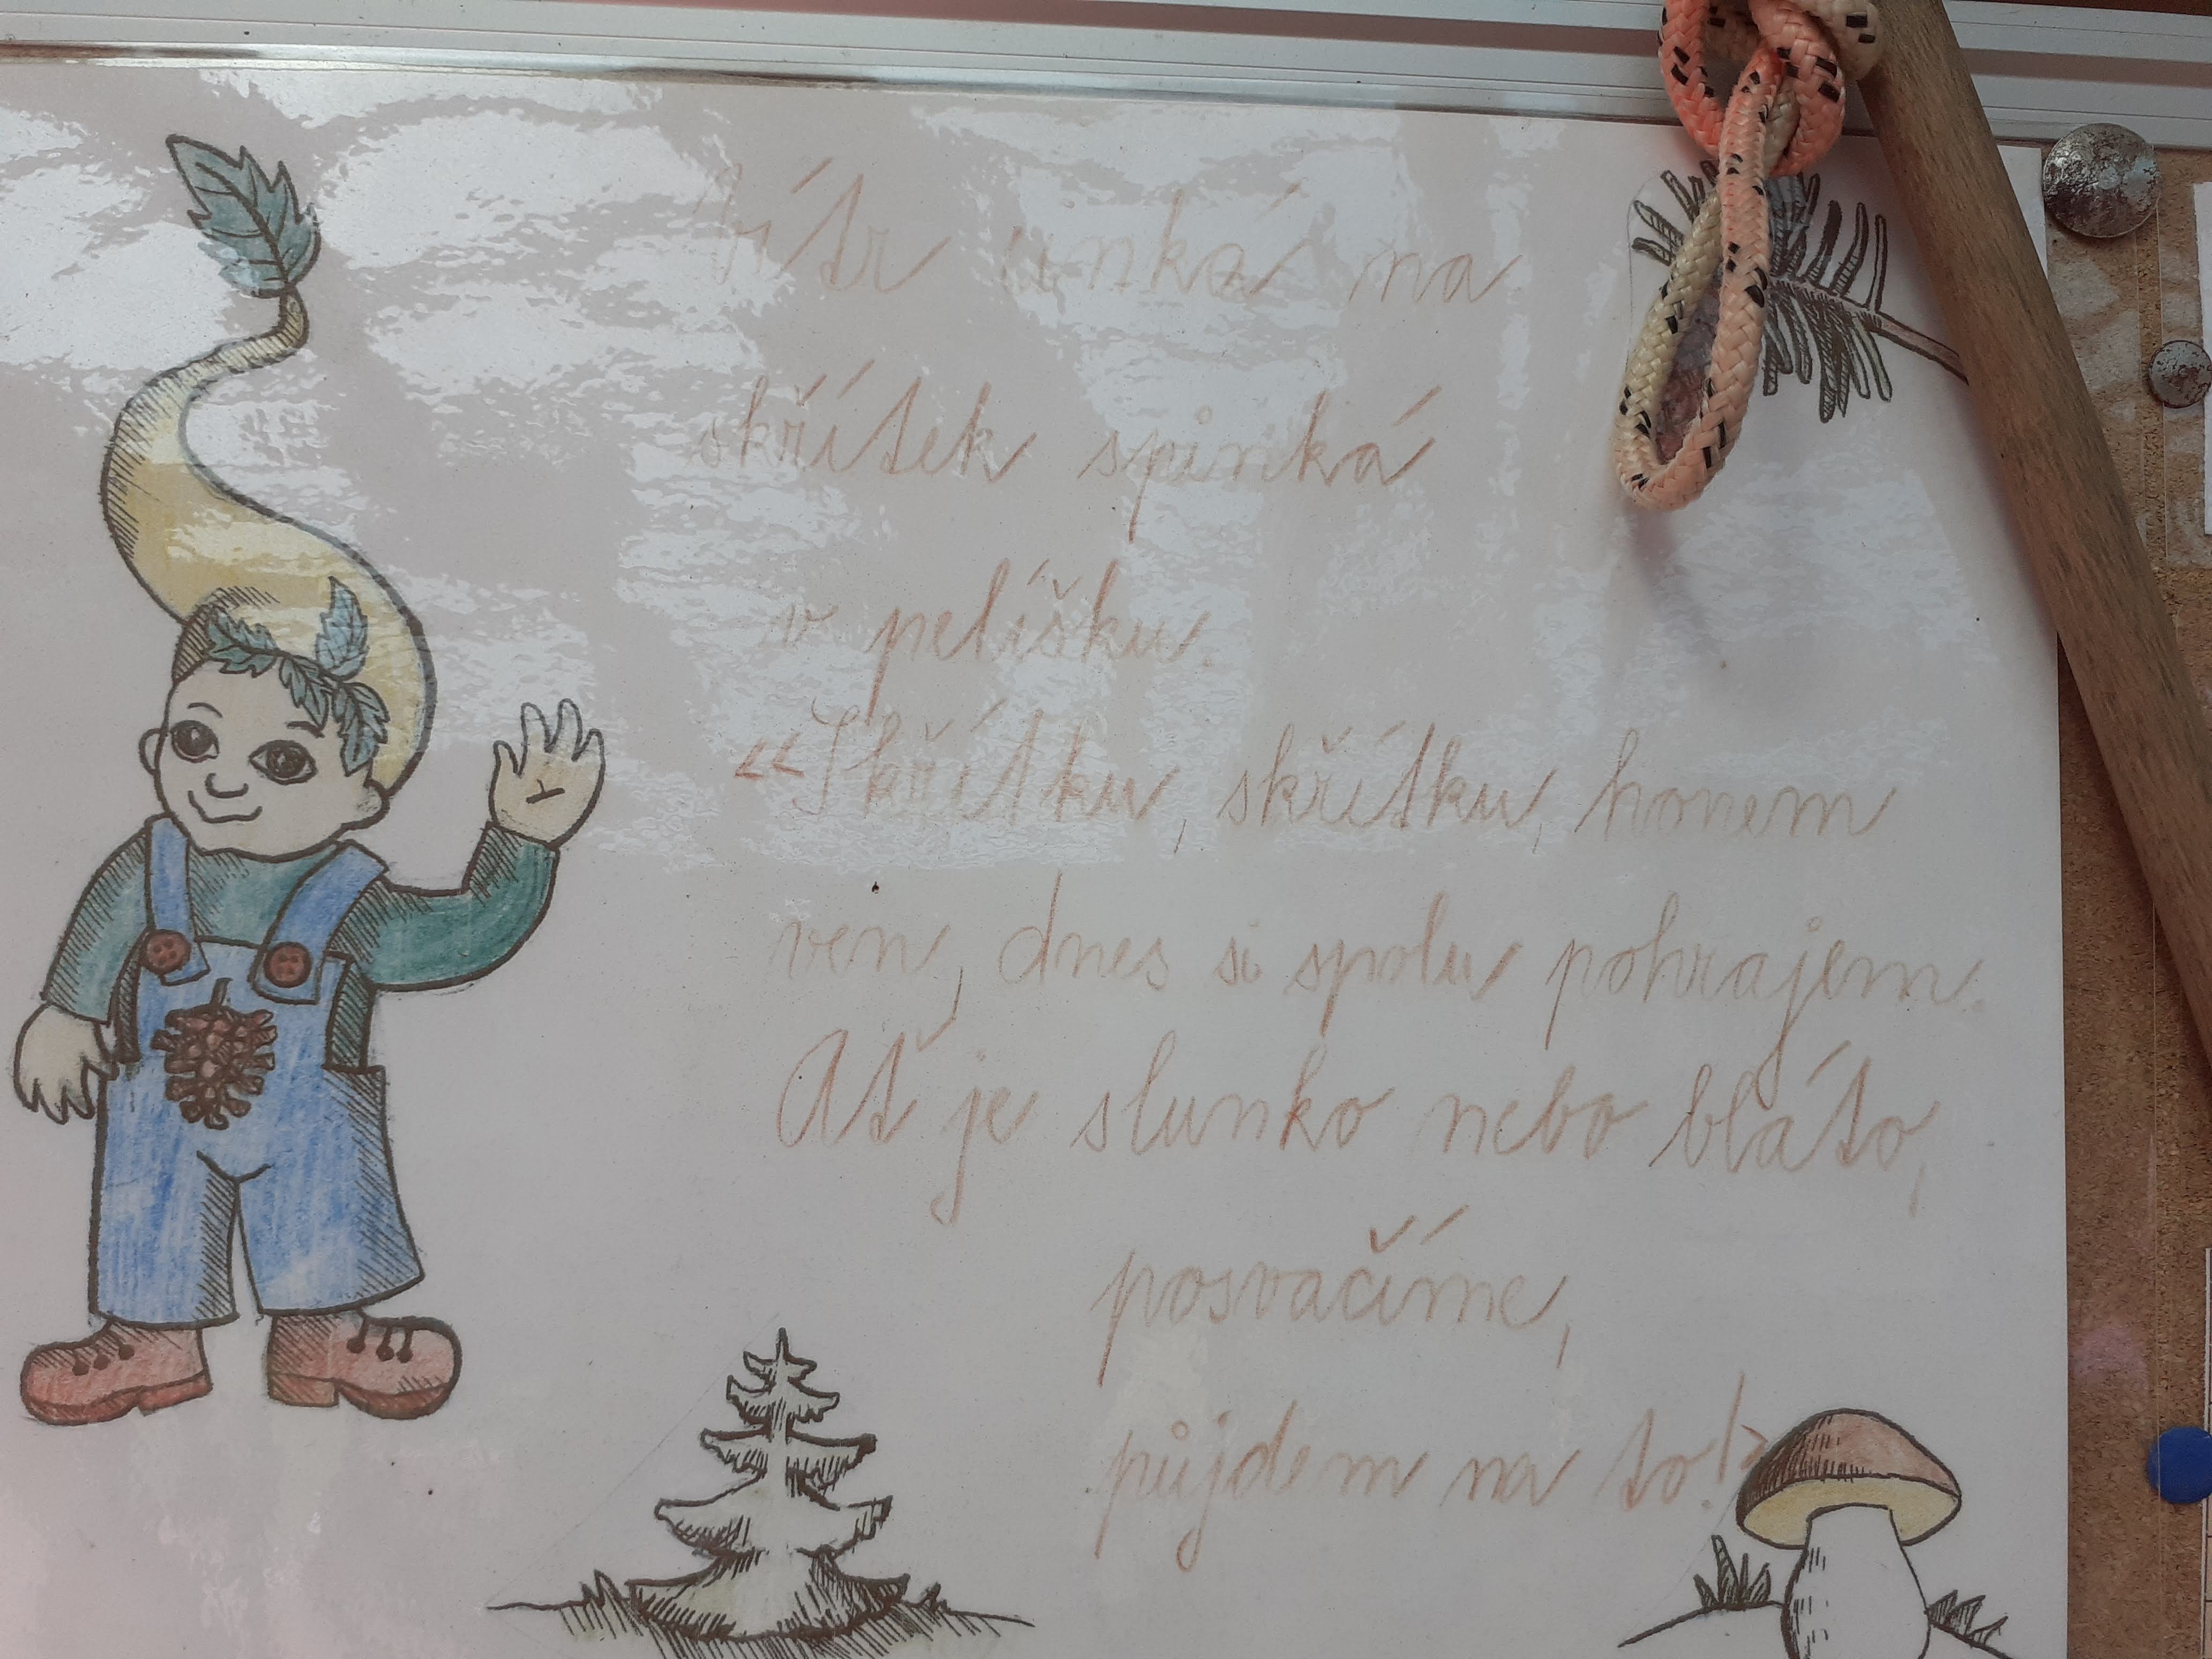 Vítr cinká na
skřítek spinká
v pelíšku.
“Skřítku, skřítku, honem
ven, dnes si spolu pohrajem.
Ať je slunko nebo bláto,
posvačíme,
půjdem na to!